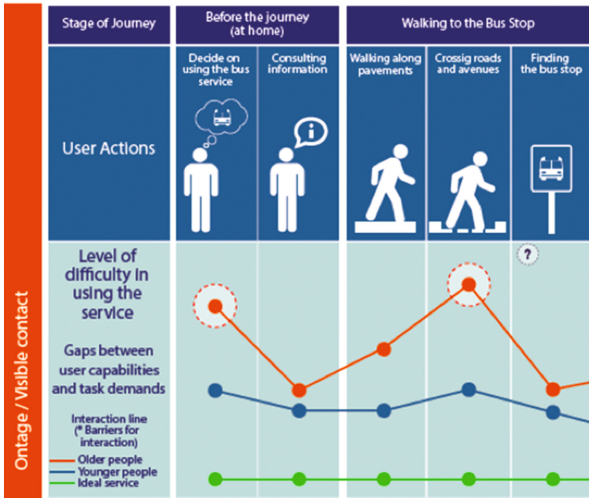 Stage of Journey
Before the journey
(at home)
Walking to the Bus Stop
User Actions
Decide on
using the bus
service
Consulting
information
i
Walking along
pavements
Crossig roads
and avenues
Finding
the bus stop
Ontage / Visible contact
Level of
difficulty in
using the
service
?
Gaps between
user capabilities
and task demands
Interaction line
(* Barriers for
interaction)
Older people
Younger people
Ideal service